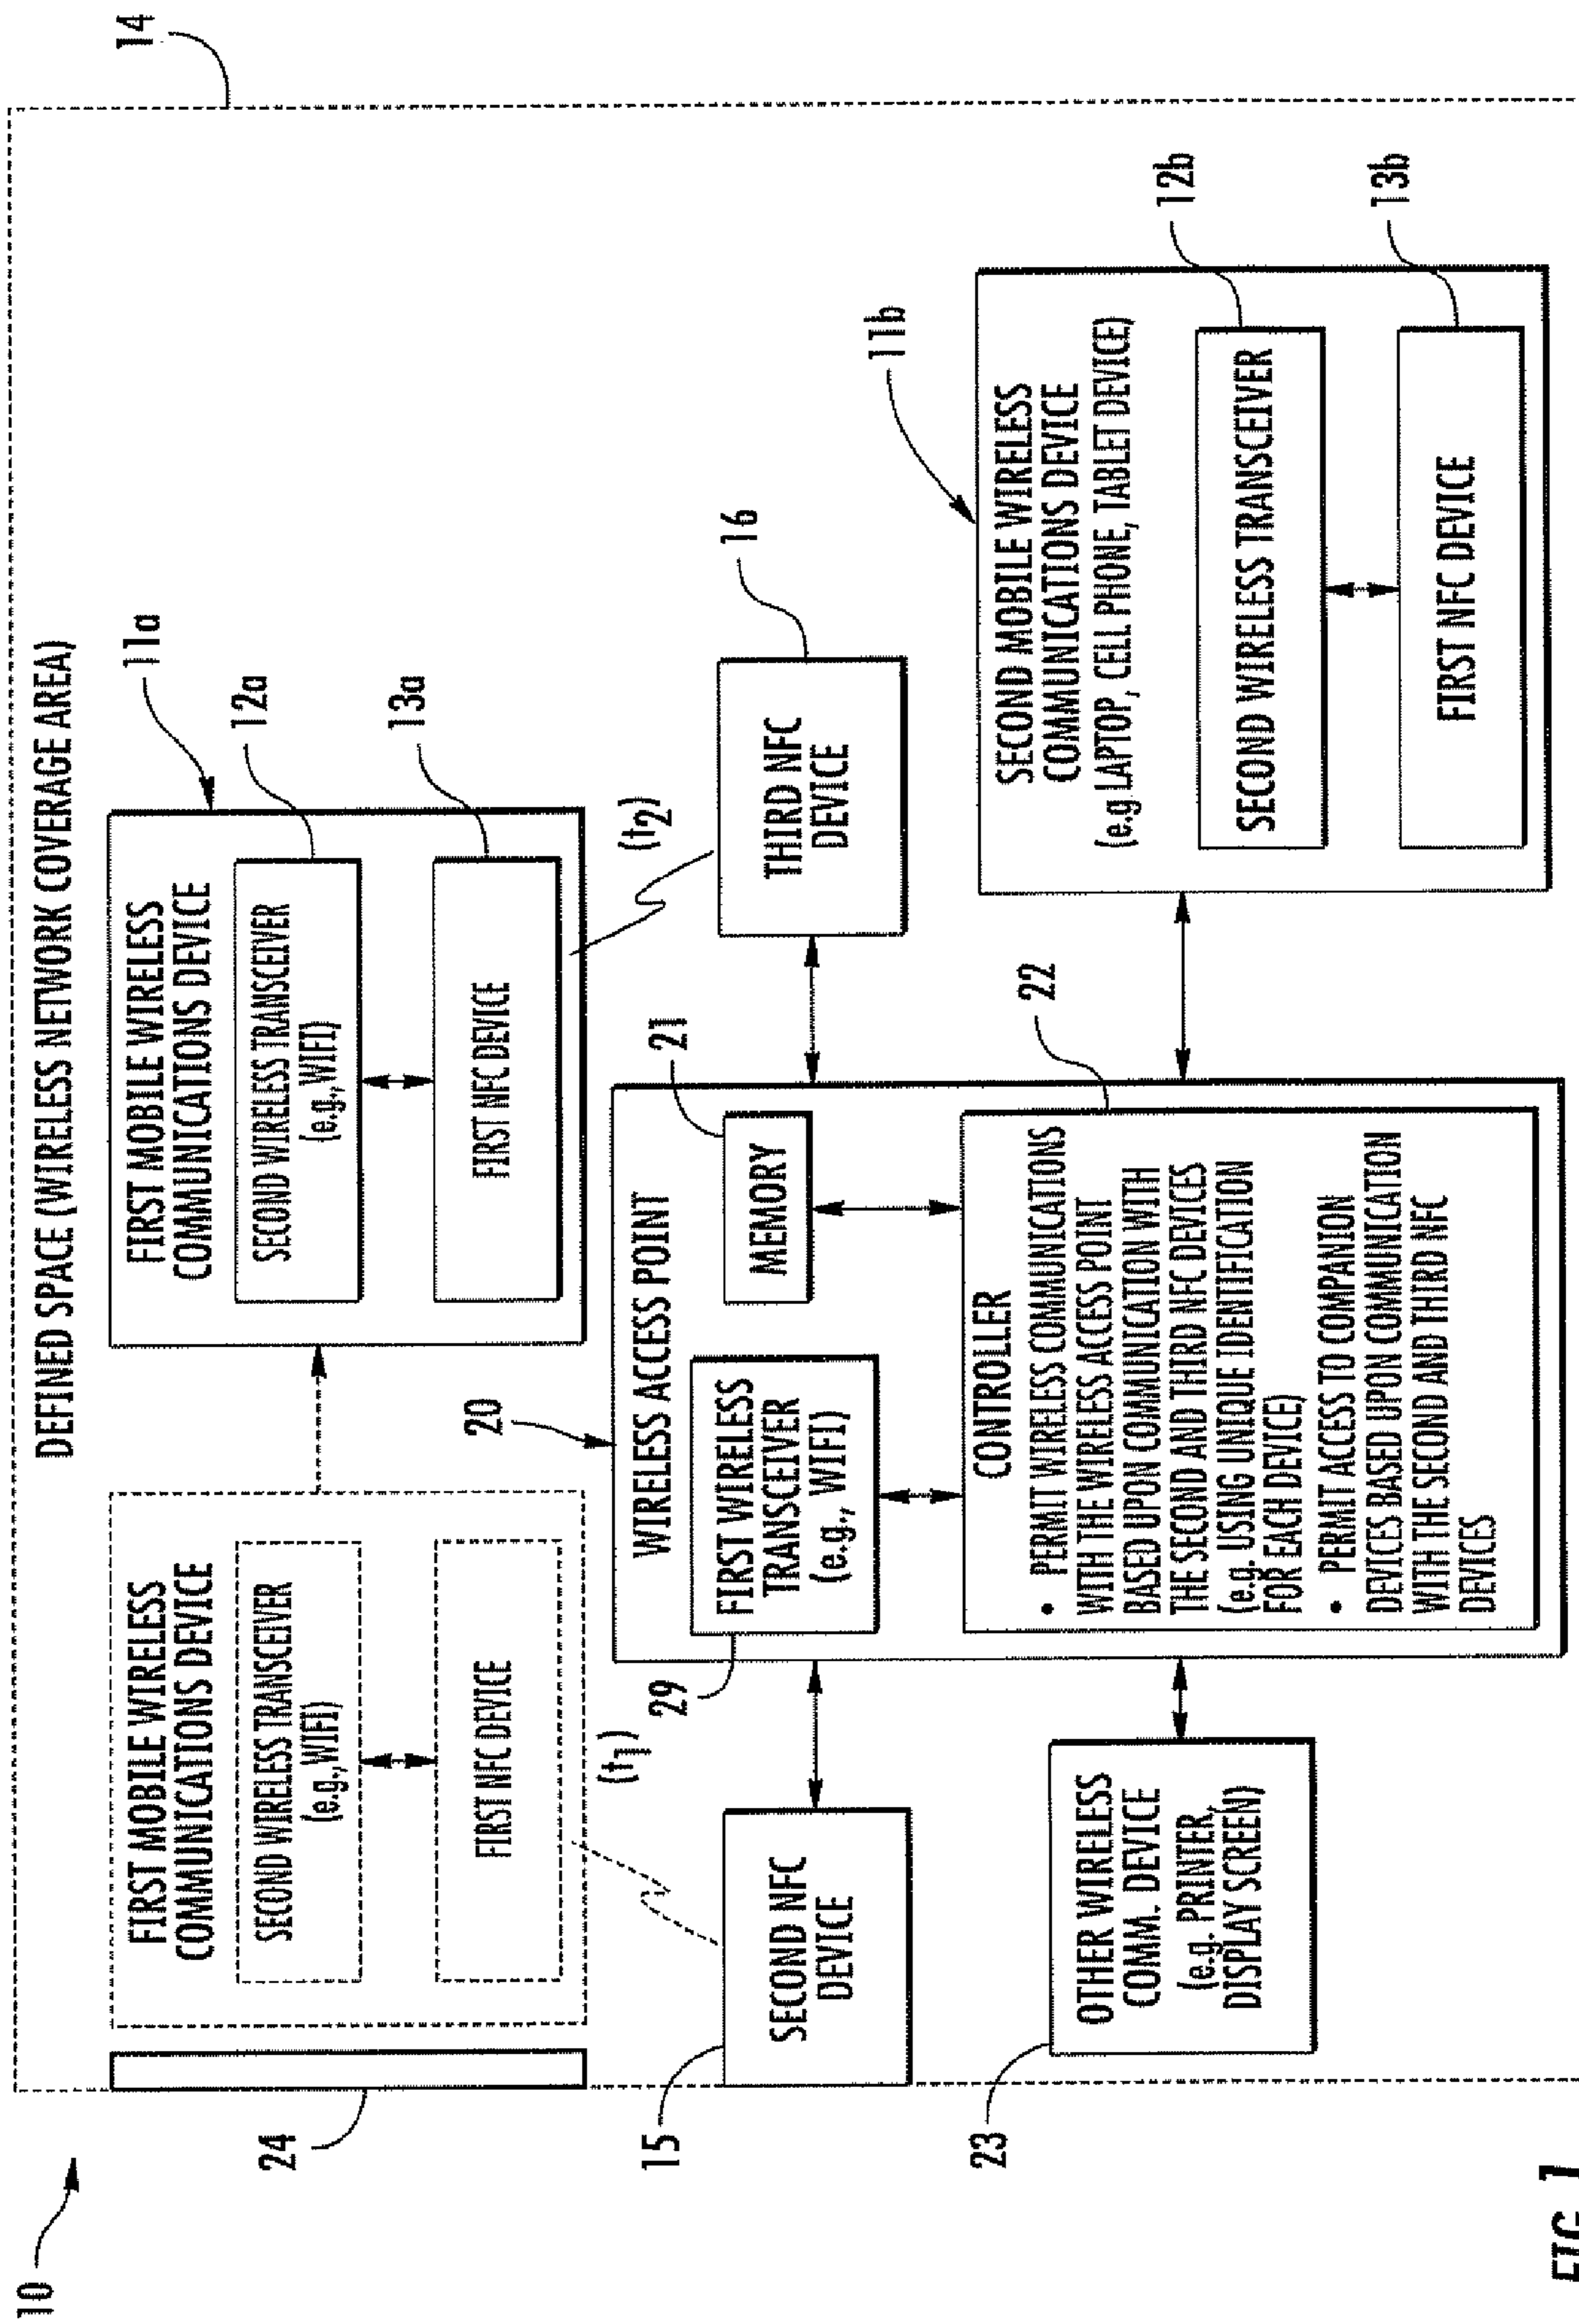 10
14
DEFINED SPACE (WIRELESS NETWORK COVERAGE AREA)
24
FIRST MOBILE WIRELESS
COMMUNICATIONS DEVICE
SECOND WIRELESS TRANSCEIVER
(e.g., WIFI)
FIRST NFC DEVICE
(t1)
11a
FIRST MOBILE WIRELESS
COMMUNICATIONS DEVICE
12a
SECOND WIRELESS TRANSCEIVER
(e.g., WIFI)
13a
FIRST NFC DEVICE
(t2)
15
SECOND NFC
DEVICE
20
WIRELESS ACCESS POINT
29
FIRST WIRELESS
TRANSCEIVER
(e.g., WIFI)
21
MEMORY
16
THIRD NFC
DEVICE
23
OTHER WIRELESS
COMM. DEVICE
(e.g. PRINTER,
DISPLAY SCREEN)
22
CONTROLLER
• PERMIT WIRELESS COMMUNICATIONS
WITH THE WIRELESS ACCESS POINT
BASED UPON COMMUNICATION WITH
THE SECOND AND THIRD NFC DEVICES
(e.g. USING UNIQUE IDENTIFICATION
FOR EACH DEVICE)
• PERMIT ACCESS TO COMPANION
DEVICES BASED UPON COMMUNICATION
WITH THE SECOND AND THIRD NFC
DEVICES
11b
SECOND MOBILE WIRELESS
COMMUNICATIONS DEVICE
(e.g LAPTOP, CELL PHONE, TABLET DEVICE)
12b
SECOND WIRELESS TRANSCEIVER
13b
FIRST NFC DEVICE
FIG. 1